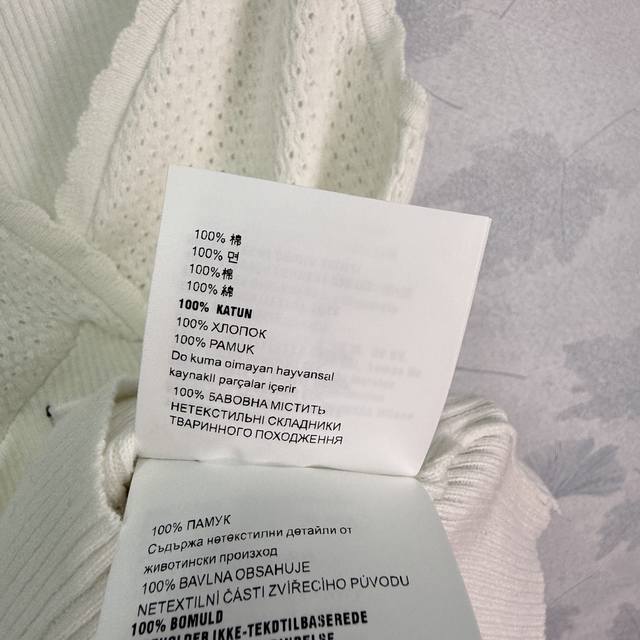 100% 棉
100% 면
100% 棉
100% 綿
100% KATUN
100% ХЛОПОК
100% PAMUK
Do kuma olmayan hayvansal
kaynaklı parçalar içerir
100% БАВОВНА МІСТИТЬ
НЕТЕКСТИЛЬНІ СКЛАДНИКИ
ТВАРИННОГО ПОХОДЖЕННЯ
100% ПАМУК
Съдържа нетекстилни детайли от
животински произход
100% BAVLNA OBSAHUJE
NETEXTILNÍ ČÁSTI ZVÍŘECÍHO PŮVODU
100% BOMULD
IKKE-TEKDTILBASEREDE